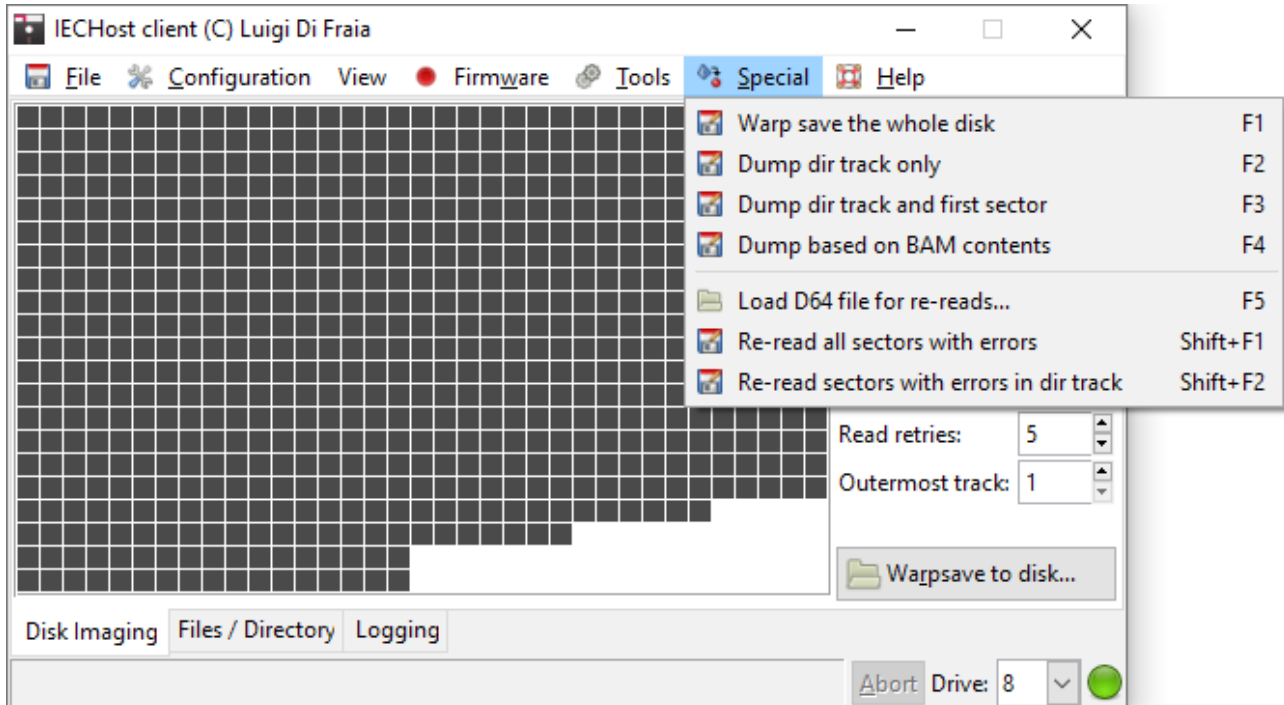 IECHost client (C) Luigi Di Fraia
File Configuration View Firmware Tools Special Help
Warp save the whole disk F1
Dump dir track only F2
Dump dir track and first sector F3
Dump based on BAM contents F4
Load D64 file for re-reads... F5
Re-read all sectors with errors Shift+F1
Re-read sectors with errors in dir track Shift+F2
Read retries: 5
Outermost track: 1
Warpsave to disk...
Disk Imaging Files / Directory Logging
Abort Drive: 8